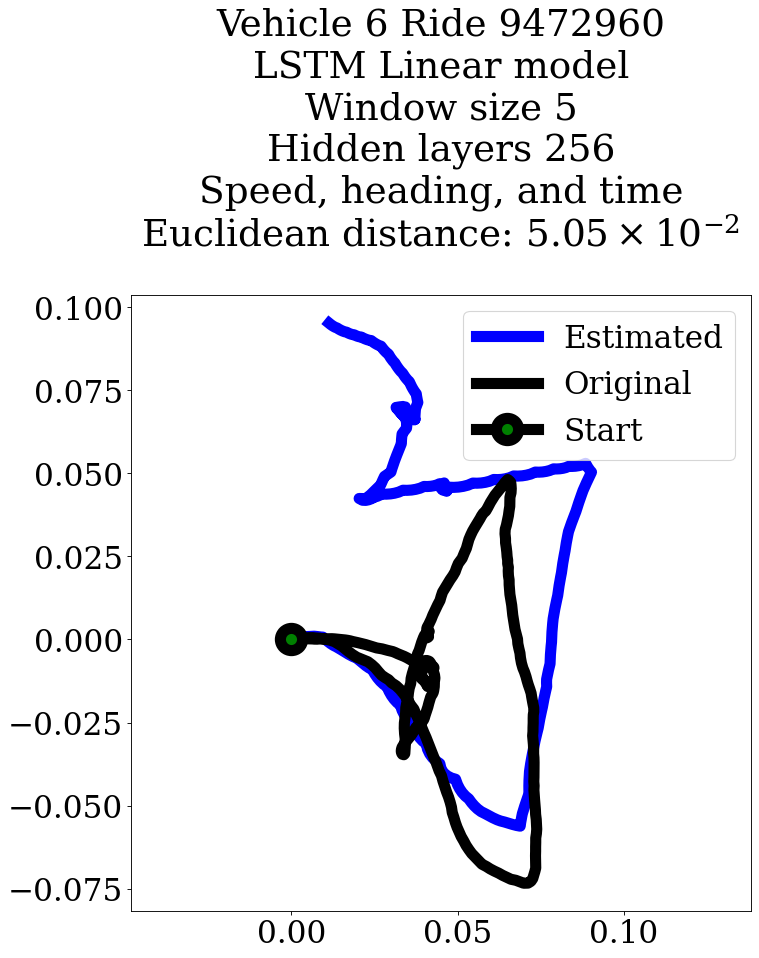 Vehicle 6 Ride 9472960
LSTM Linear model
Window size 5
Hidden layers 256
Speed, heading, and time
Euclidean distance: 5.05 × 10⁻²
Estimated
Original
Start
0.100
0.075
0.050
0.025
0.000
−0.025
−0.050
−0.075
0.00 0.05 0.10